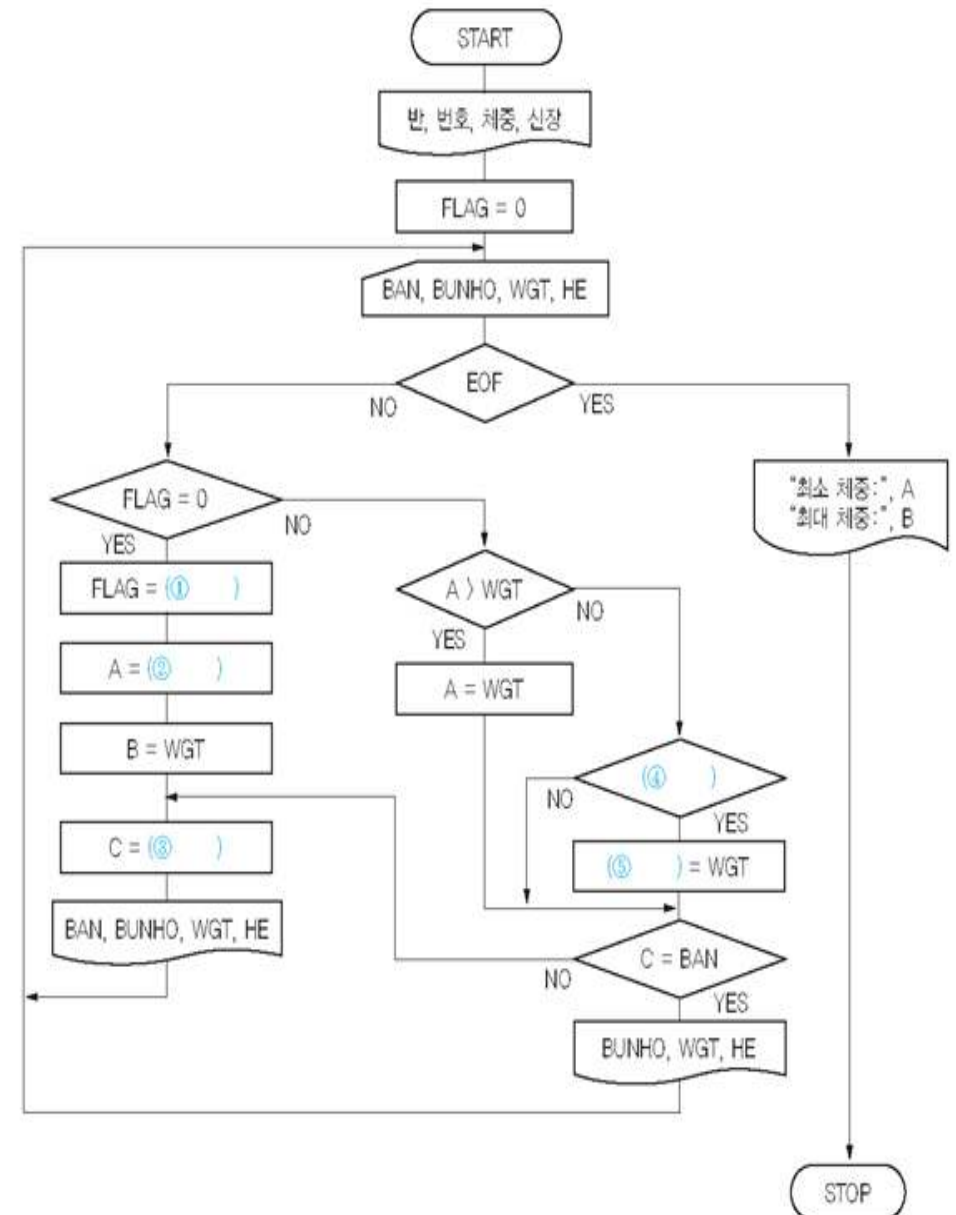 START
반, 번호, 체중, 신장
FLAG = 0
BAN, BUNHO, WGT, HE
EOF
NO
YES
FLAG = 0
NO
YES
"최소 체중:", A
"최대 체중:", B
FLAG = (① )
A > WGT
NO
YES
A = (② )
A = WGT
B = WGT
(④ )
NO
YES
C = (③ )
(⑤ ) = WGT
BAN, BUNHO, WGT, HE
C = BAN
NO
YES
BUNHO, WGT, HE
STOP